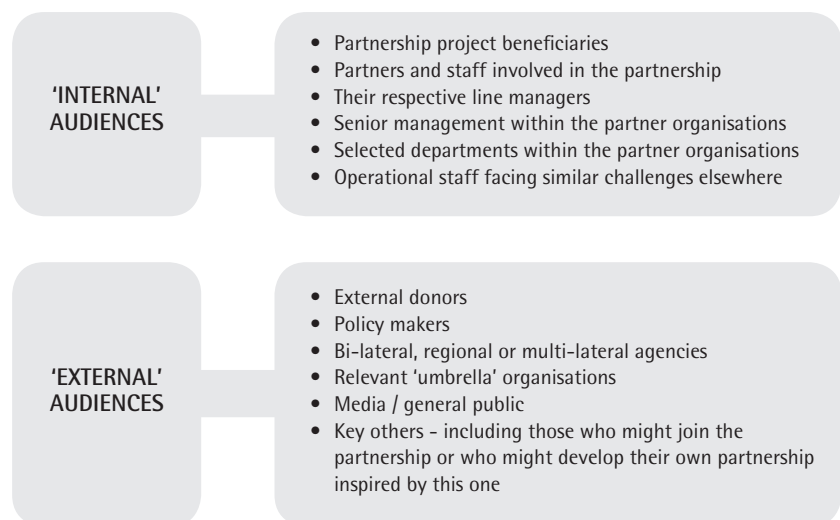 'INTERNAL'
AUDIENCES
• Partnership project beneficiaries
• Partners and staff involved in the partnership
• Their respective line managers
• Senior management within the partner organisations
• Selected departments within the partner organisations
• Operational staff facing similar challenges elsewhere
'EXTERNAL'
AUDIENCES
• External donors
• Policy makers
• Bi-lateral, regional or multi-lateral agencies
• Relevant 'umbrella' organisations
• Media / general public
• Key others - including those who might join the
partnership or who might develop their own partnership
inspired by this one